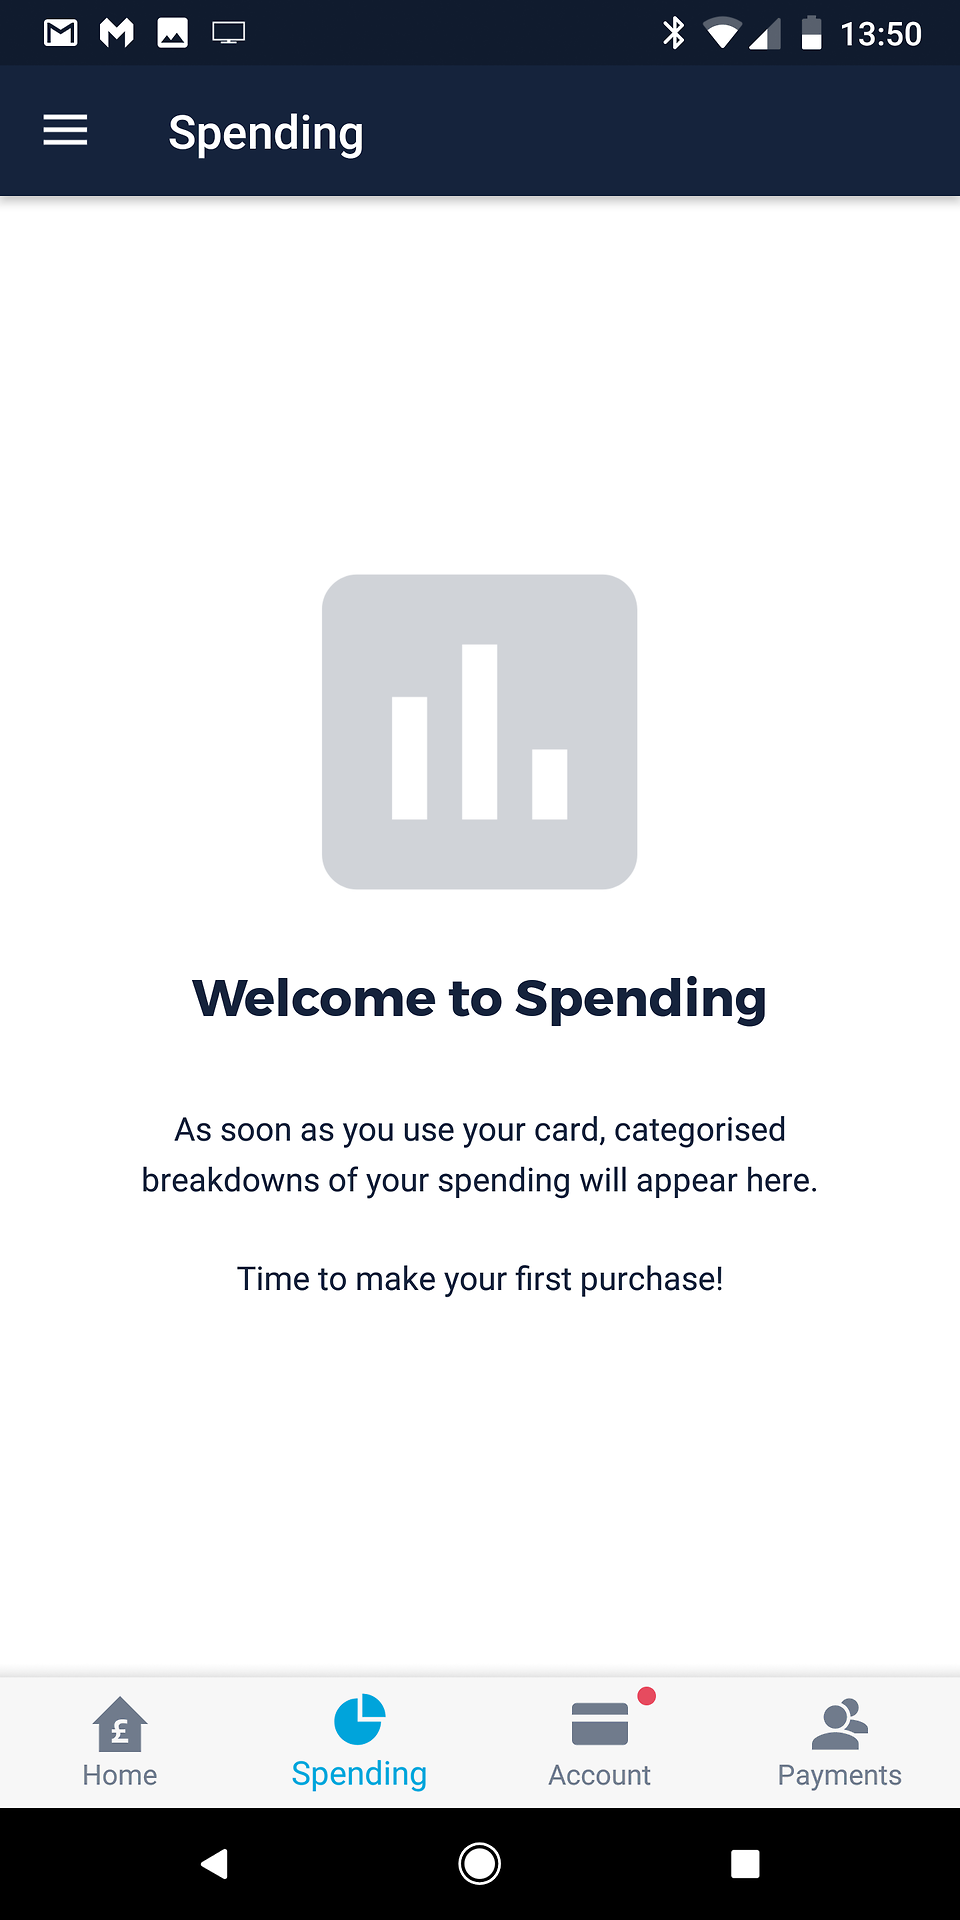 13:50
Spending
Welcome to Spending
As soon as you use your card, categorised
breakdowns of your spending will appear here.
Time to make your first purchase!
£
Home
Spending
Account
Payments